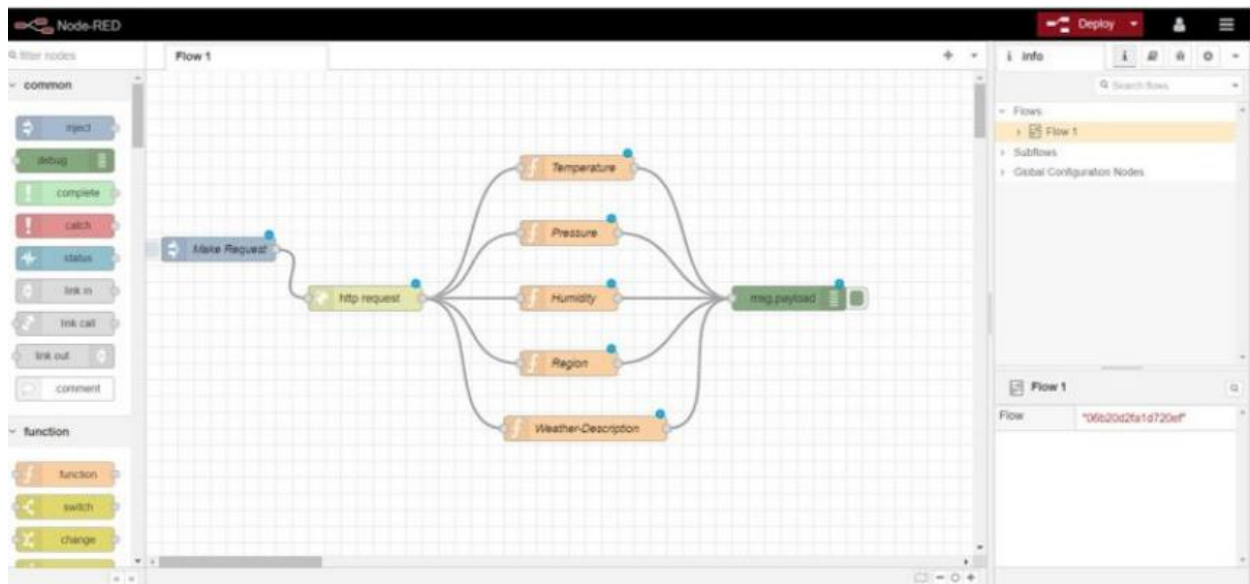 Node-RED
Deploy
filter nodes
Flow 1
info
i
Search flows
common
inject
debug
complete
catch
status
link in
link call
link out
comment
function
function
switch
change
Make Request
http request
Temperature
Pressure
Humidity
Region
Weather-Description
msg.payload
Flows
Flow 1
Subflows
Global Configuration Nodes
Flow 1
Flow "06b20d2fa1d720ef"